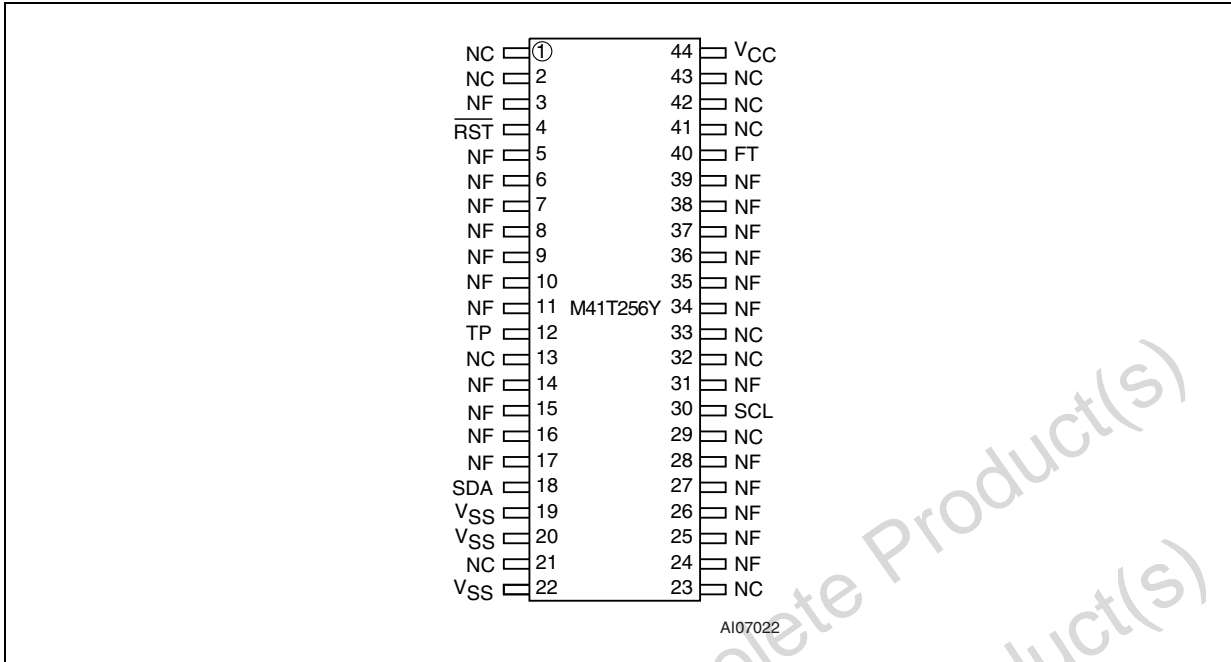 NC 1 44 VCC
NC 2 43 NC
NF 3 42 NC
RST 4 41 NC
NF 5 40 FT
NF 6 39 NF
NF 7 38 NF
NF 8 37 NF
NF 9 36 NF
NF 10 35 NF
NF 11 M41T256Y 34 NF
TP 12 33 NC
NC 13 32 NC
NF 14 31 NF
NF 15 30 SCL
NF 16 29 NC
NF 17 28 NF
SDA 18 27 NF
VSS 19 26 NF
VSS 20 25 NF
NC 21 24 NF
VSS 22 23 NC
AI07022
Product(s)